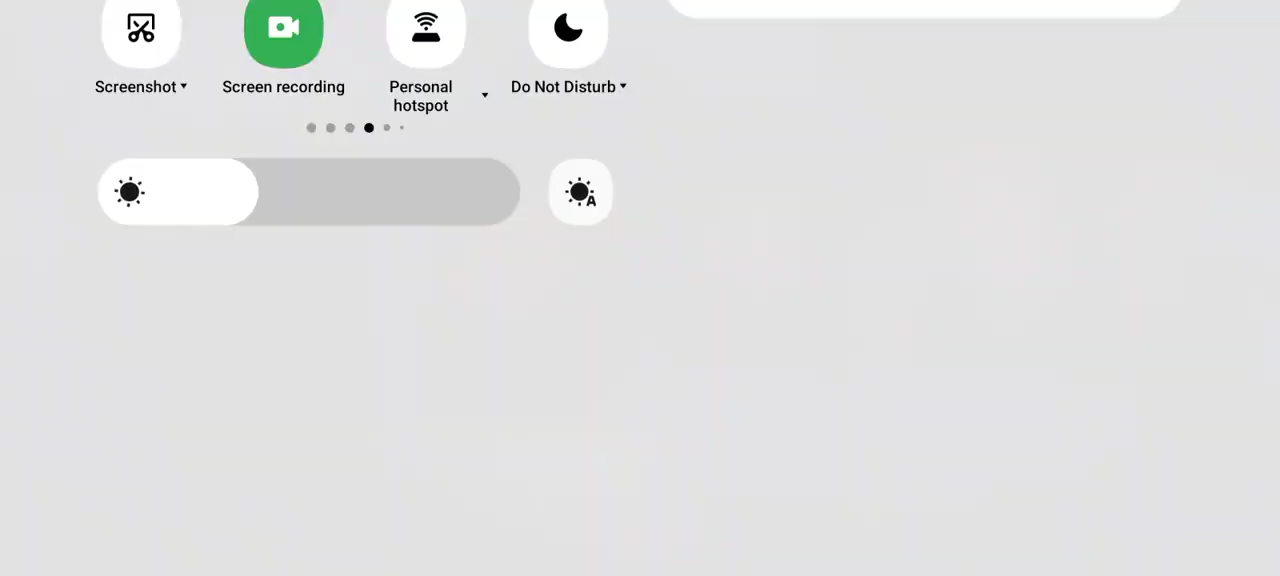 Screenshot
Screen recording
Personal
hotspot
Do Not Disturb
A